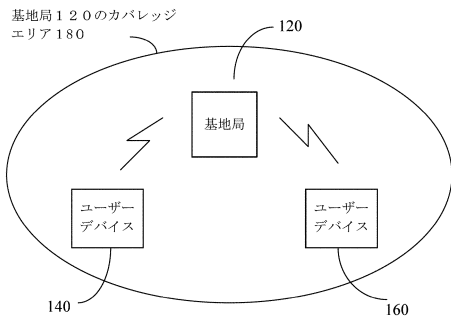 基地局１２０のカバレッジ
エリア180
120
基地局
ユーザー
デバイス
ユーザー
デバイス
140
160